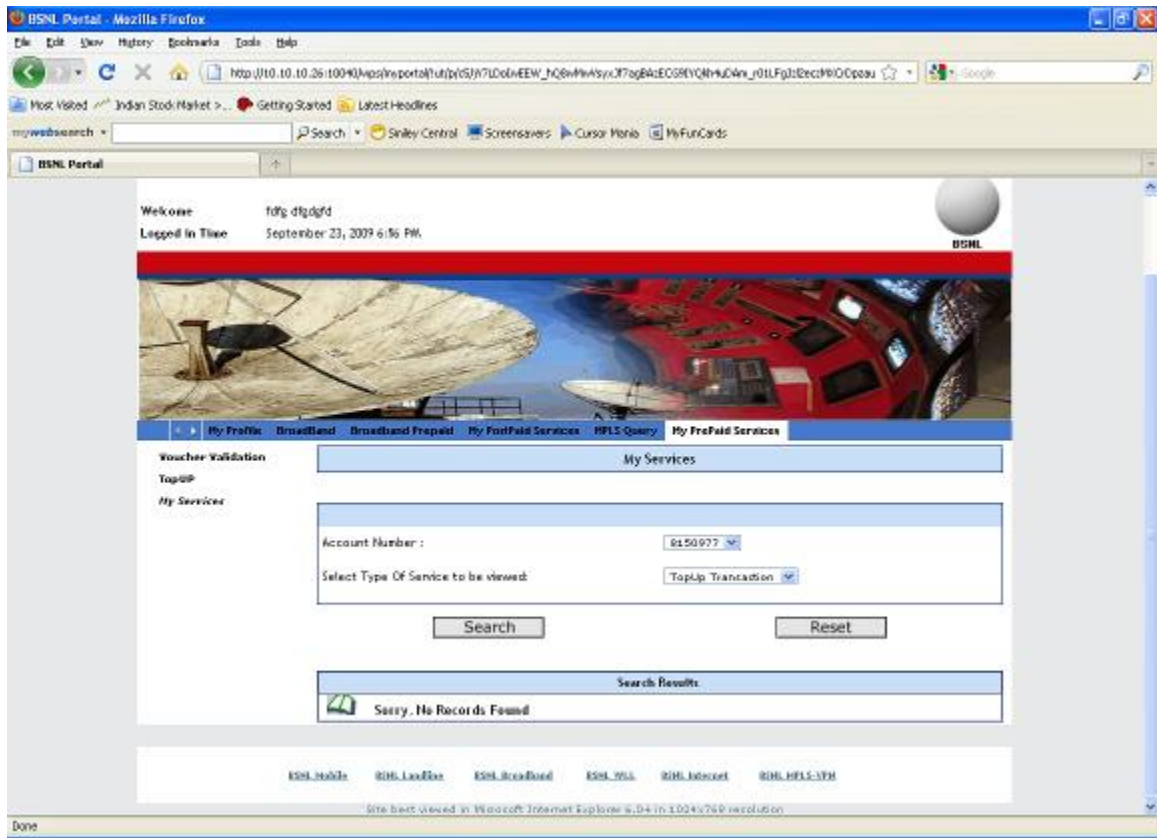 BSNL Portal - Mozilla Firefox
File Edit View History Bookmarks Tools Help
Google
Most Visited Indian Stock Market >... Getting Started Latest Headlines
mywebsearch Search Smiley Central Screensavers Cursor Mania MyFunCards
BSNL Portal
Welcome fdfg dfgdgfd
Logged in Time September 23, 2009 6:16 PM.
BSNL
My Profile BroadBand Broadband Prepaid My PostPaid Services MPLS Query My PrePaid Services
Voucher Validation
My Services
TopUP
My Services
Account Number : 8150977
Select Type Of Service to be viewed: TopUp Trancastion
Search Reset
Search Results
Sorry. No Records Found
BSNL Mobile BSNL Landline BSNL Broadband BSNL WLL BSNL Internet BSNL MPLS-VPN
Site best viewed in Microsoft Internet Explorer 6.0+ in 1024x768 resolution
Done